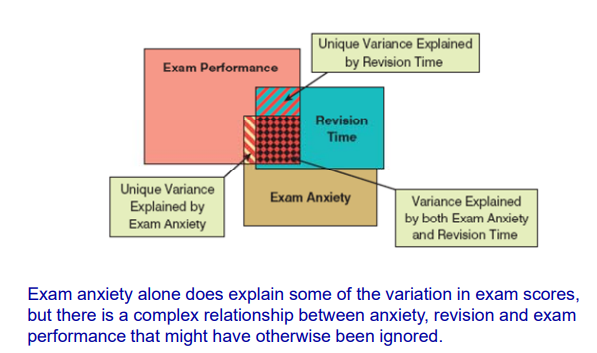 Unique Variance Explained
by Revision Time
Exam Performance
Revision
Time
Unique Variance
Explained by
Exam Anxiety
Exam Anxiety
Variance Explained
by both Exam Anxiety
and Revision Time
Exam anxiety alone does explain some of the variation in exam scores,
but there is a complex relationship between anxiety, revision and exam
performance that might have otherwise been ignored.